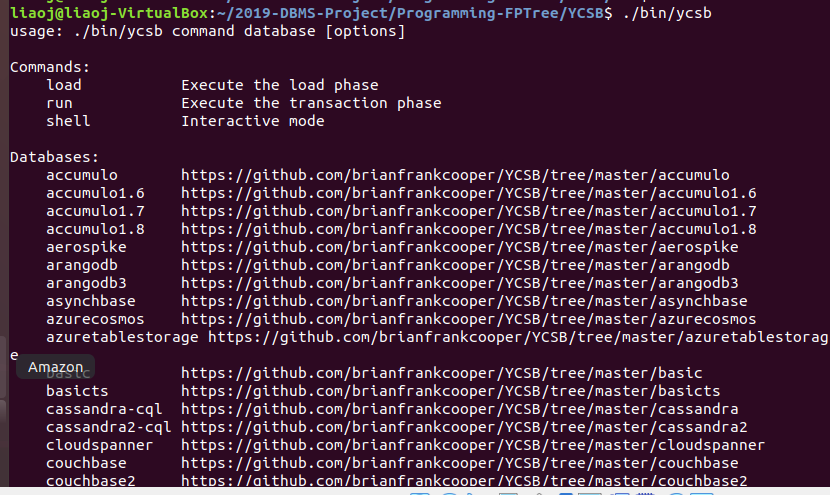 liaoj@liaoj-VirtualBox:~/2019-DBMS-Project/Programming-FPTree/YCSB$ ./bin/ycsb
usage: ./bin/ycsb command database [options]
Commands:
load Execute the load phase
run Execute the transaction phase
shell Interactive mode
Databases:
accumulo https://github.com/brianfrankcooper/YCSB/tree/master/accumulo
accumulo1.6 https://github.com/brianfrankcooper/YCSB/tree/master/accumulo1.6
accumulo1.7 https://github.com/brianfrankcooper/YCSB/tree/master/accumulo1.7
accumulo1.8 https://github.com/brianfrankcooper/YCSB/tree/master/accumulo1.8
aerospike https://github.com/brianfrankcooper/YCSB/tree/master/aerospike
arangodb https://github.com/brianfrankcooper/YCSB/tree/master/arangodb
arangodb3 https://github.com/brianfrankcooper/YCSB/tree/master/arangodb3
asynchbase https://github.com/brianfrankcooper/YCSB/tree/master/asynchbase
azurecosmos https://github.com/brianfrankcooper/YCSB/tree/master/azurecosmos
azuretablestorage https://github.com/brianfrankcooper/YCSB/tree/master/azuretablestorag
e
Amazon
basic https://github.com/brianfrankcooper/YCSB/tree/master/basic
basicts https://github.com/brianfrankcooper/YCSB/tree/master/basicts
cassandra-cql https://github.com/brianfrankcooper/YCSB/tree/master/cassandra
cassandra2-cql https://github.com/brianfrankcooper/YCSB/tree/master/cassandra2
cloudspanner https://github.com/brianfrankcooper/YCSB/tree/master/cloudspanner
couchbase https://github.com/brianfrankcooper/YCSB/tree/master/couchbase
couchbase2 https://github.com/brianfrankcooper/YCSB/tree/master/couchbase2